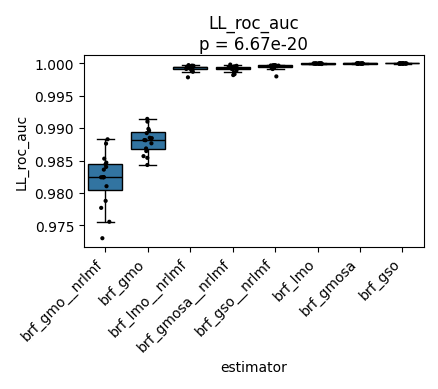 LL_roc_auc
p = 6.67e-20
1.000
0.995
0.990
0.985
0.980
0.975
LL_roc_auc
brf_gmo__nrlmf
brf_gmo
brf_lmo__nrlmf
brf_gmosa__nrlmf
brf_gso__nrlmf
brf_lmo
brf_gmosa
brf_gso
estimator